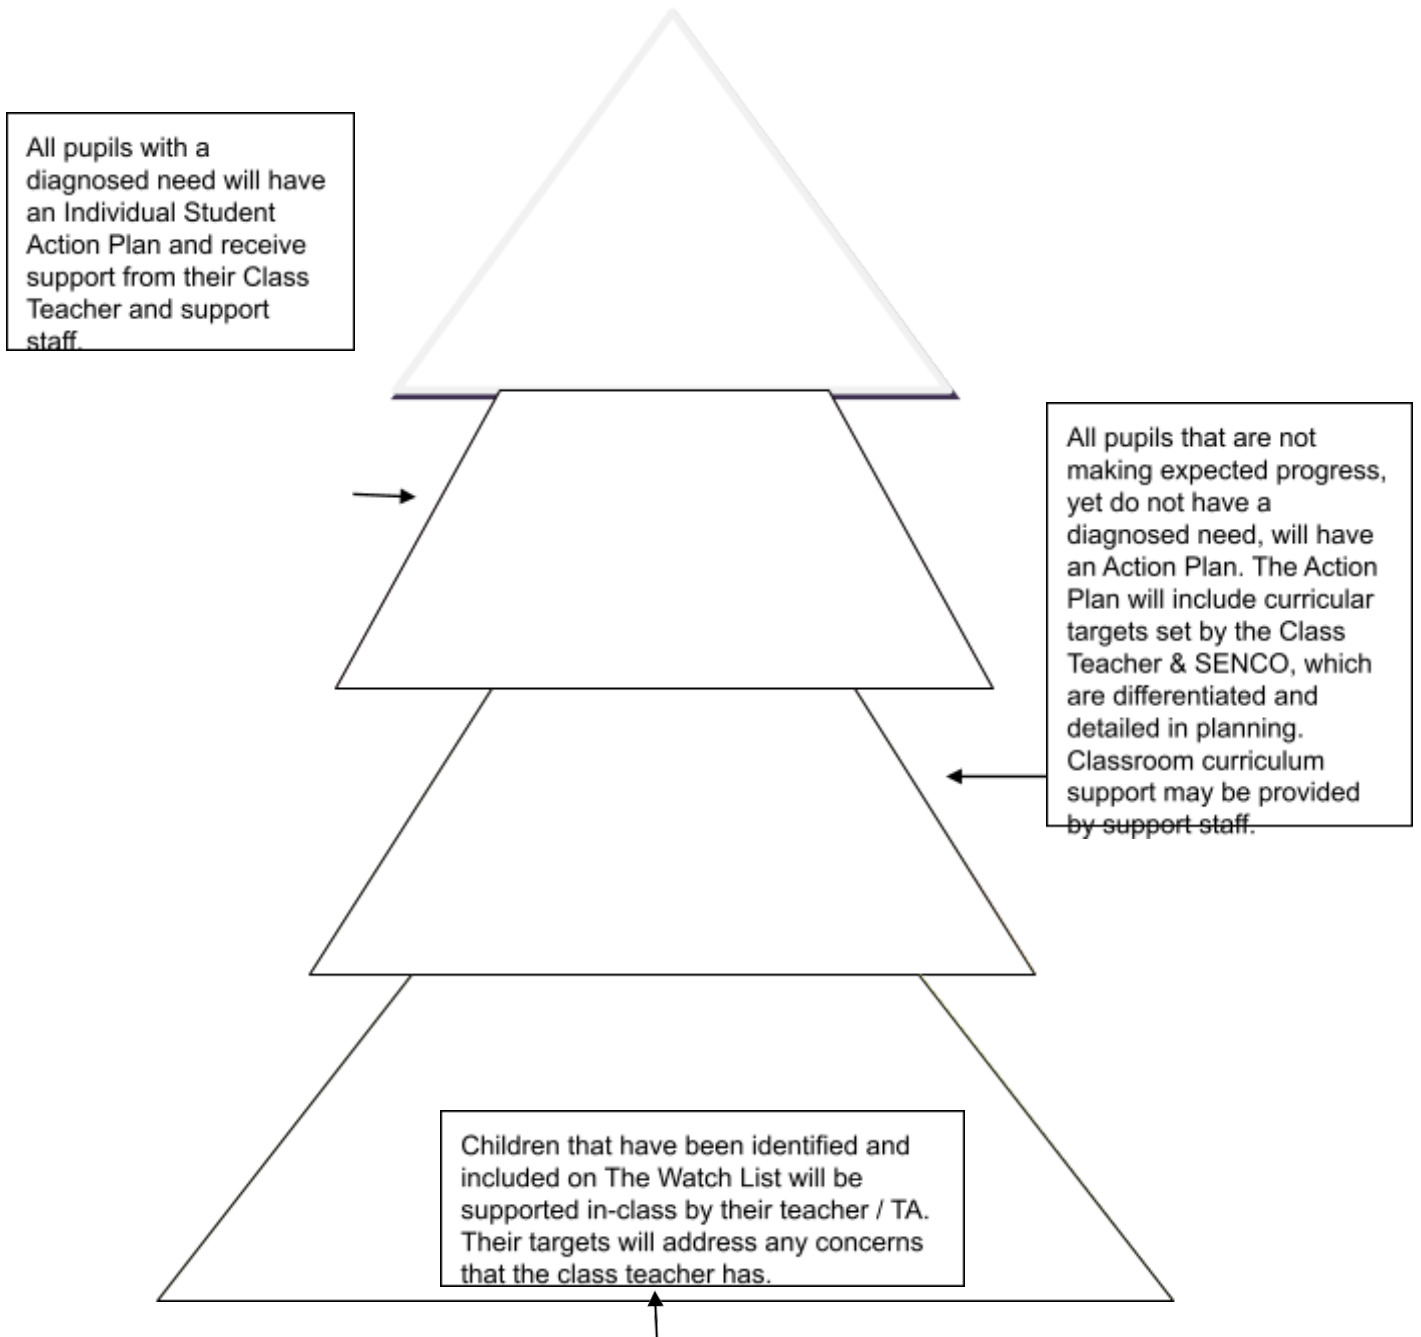 All pupils with a
diagnosed need will have
an Individual Student
Action Plan and receive
support from their Class
Teacher and support
staff.
All pupils that are not
making expected progress,
yet do not have a
diagnosed need, will have
an Action Plan. The Action
Plan will include curricular
targets set by the Class
Teacher & SENCO, which
are differentiated and
detailed in planning.
Classroom curriculum
support may be provided
by support staff.
Children that have been identified and
included on The Watch List will be
supported in-class by their teacher / TA.
Their targets will address any concerns
that the class teacher has.